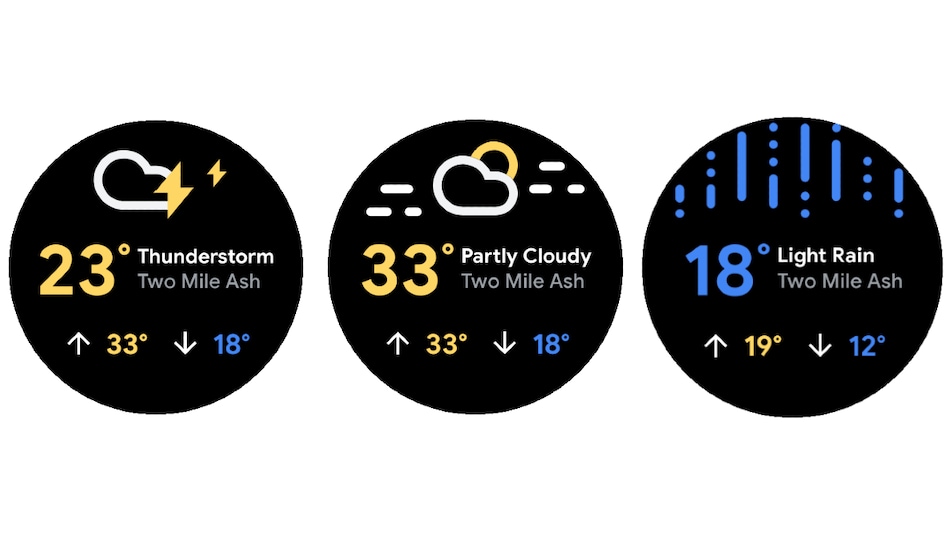 23° Thunderstorm
Two Mile Ash
↑ 33° ↓ 18°
33° Partly Cloudy
Two Mile Ash
↑ 33° ↓ 18°
18° Light Rain
Two Mile Ash
↑ 19° ↓ 12°